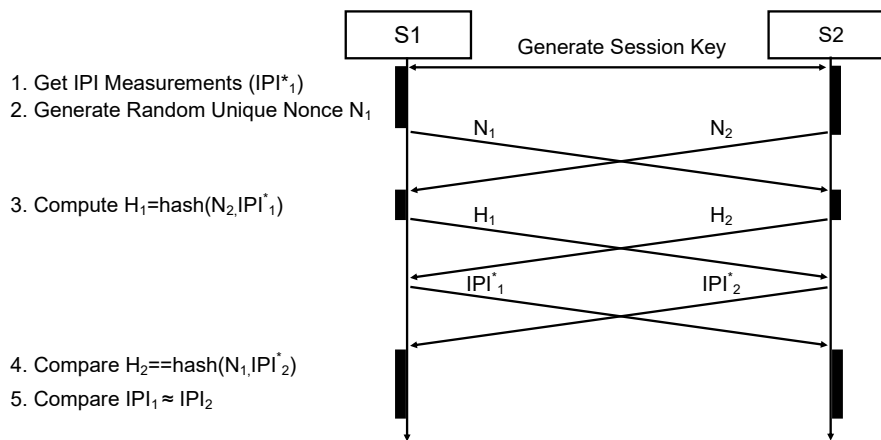 S1
S2
Generate Session Key
1. Get IPI Measurements (IPI*₁)
2. Generate Random Unique Nonce N₁
N₁
N₂
3. Compute H₁=hash(N₂,IPI*₁)
H₁
H₂
IPI*₁
IPI*₂
4. Compare H₂==hash(N₁,IPI*₂)
5. Compare IPI₁ ≈ IPI₂